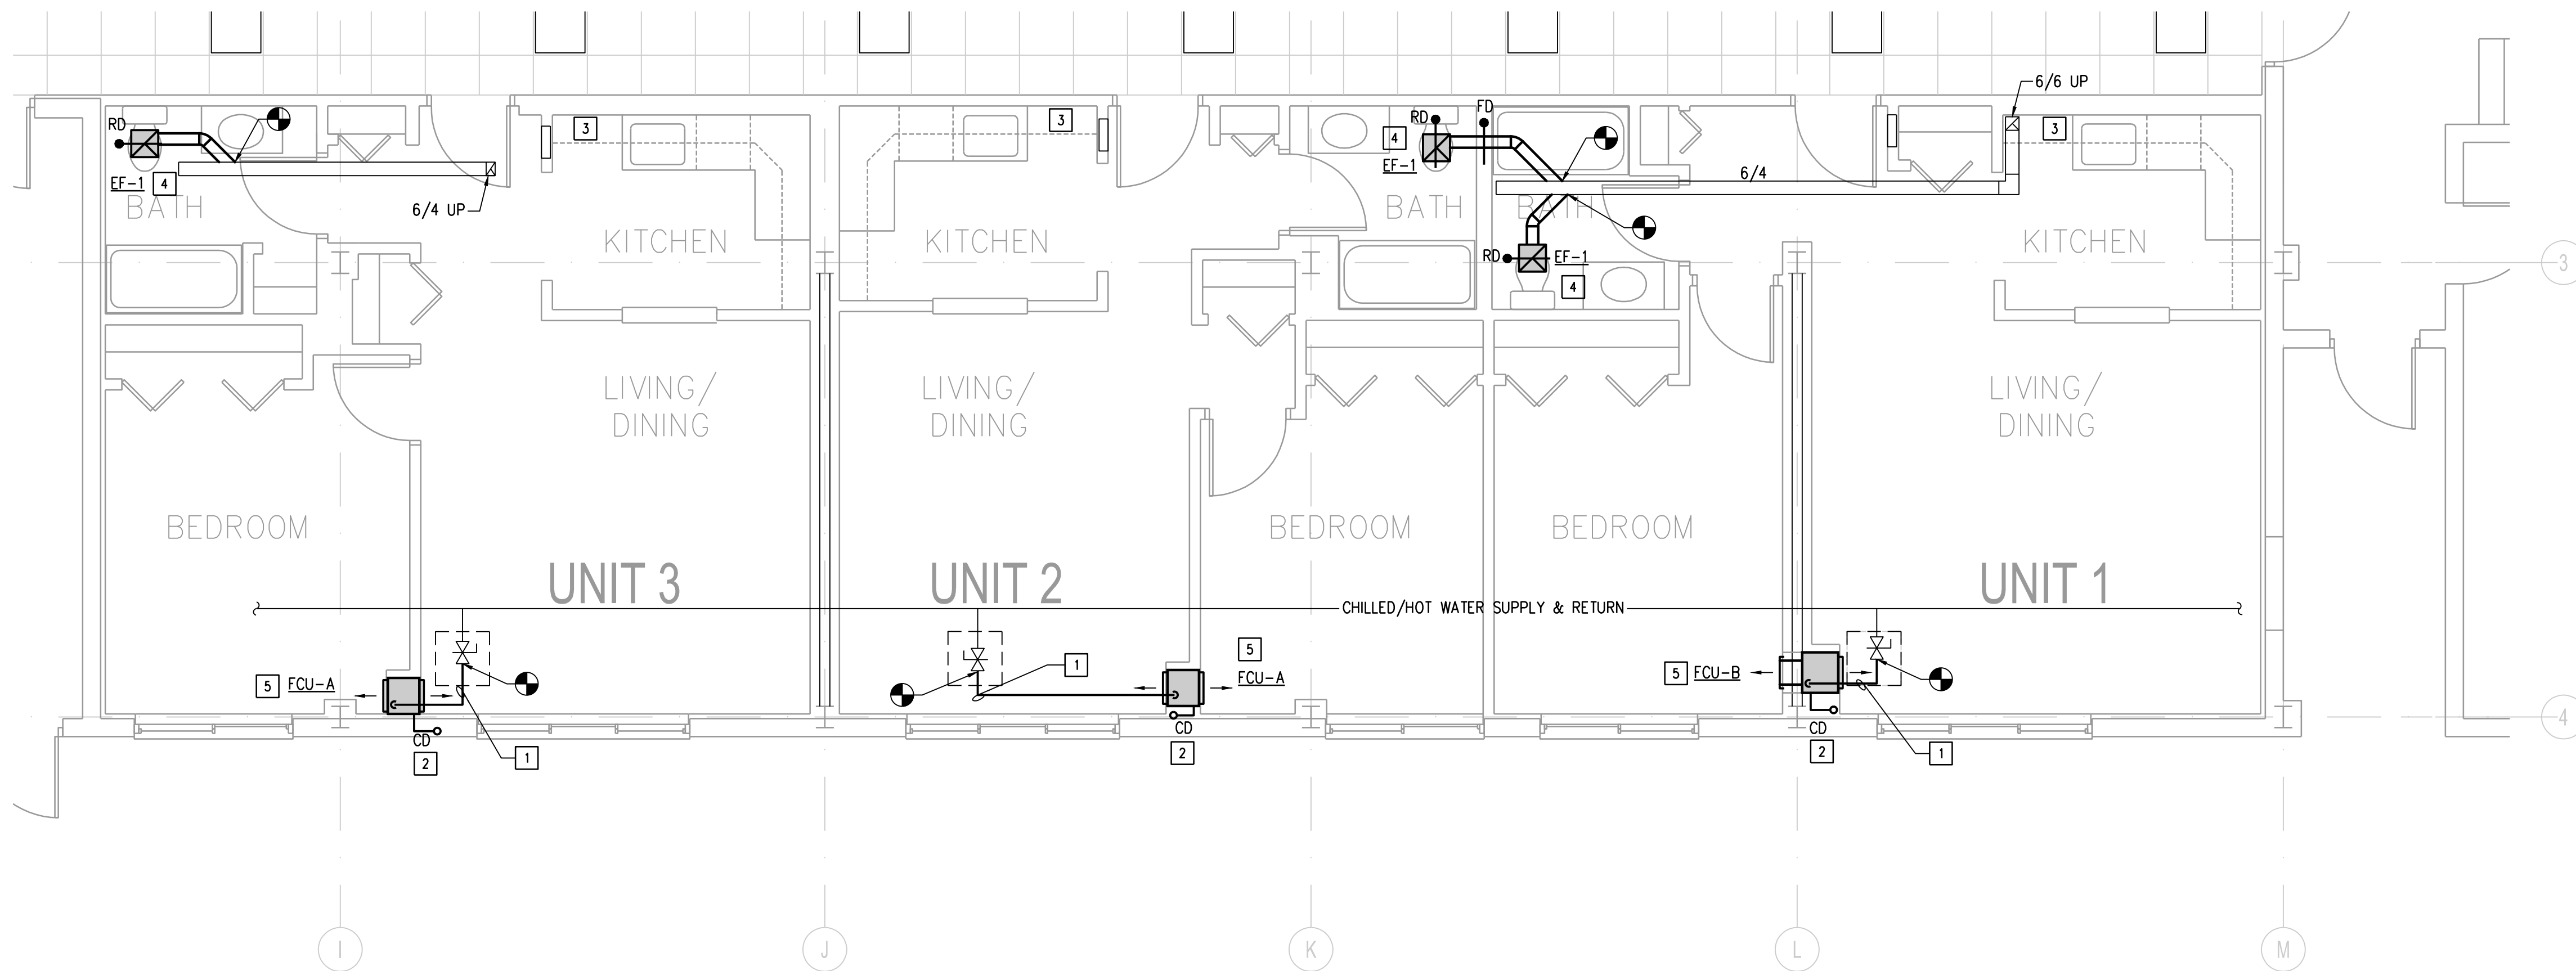 6/6 UP
RD
FD
RD
3
3
4
3
EF-1
4
EF-1
6/4
BATH
6/4 UP
BATH
BATH
KITCHEN
KITCHEN
KITCHEN
RD
EF-1
4
3
LIVING/
DINING
LIVING/
DINING
LIVING/
DINING
BEDROOM
BEDROOM
BEDROOM
UNIT 3
UNIT 2
UNIT 1
CHILLED/HOT WATER SUPPLY & RETURN
5
FCU-A
1
5
FCU-A
5
FCU-B
4
CD
2
1
CD
2
CD
2
1
I
J
K
L
M